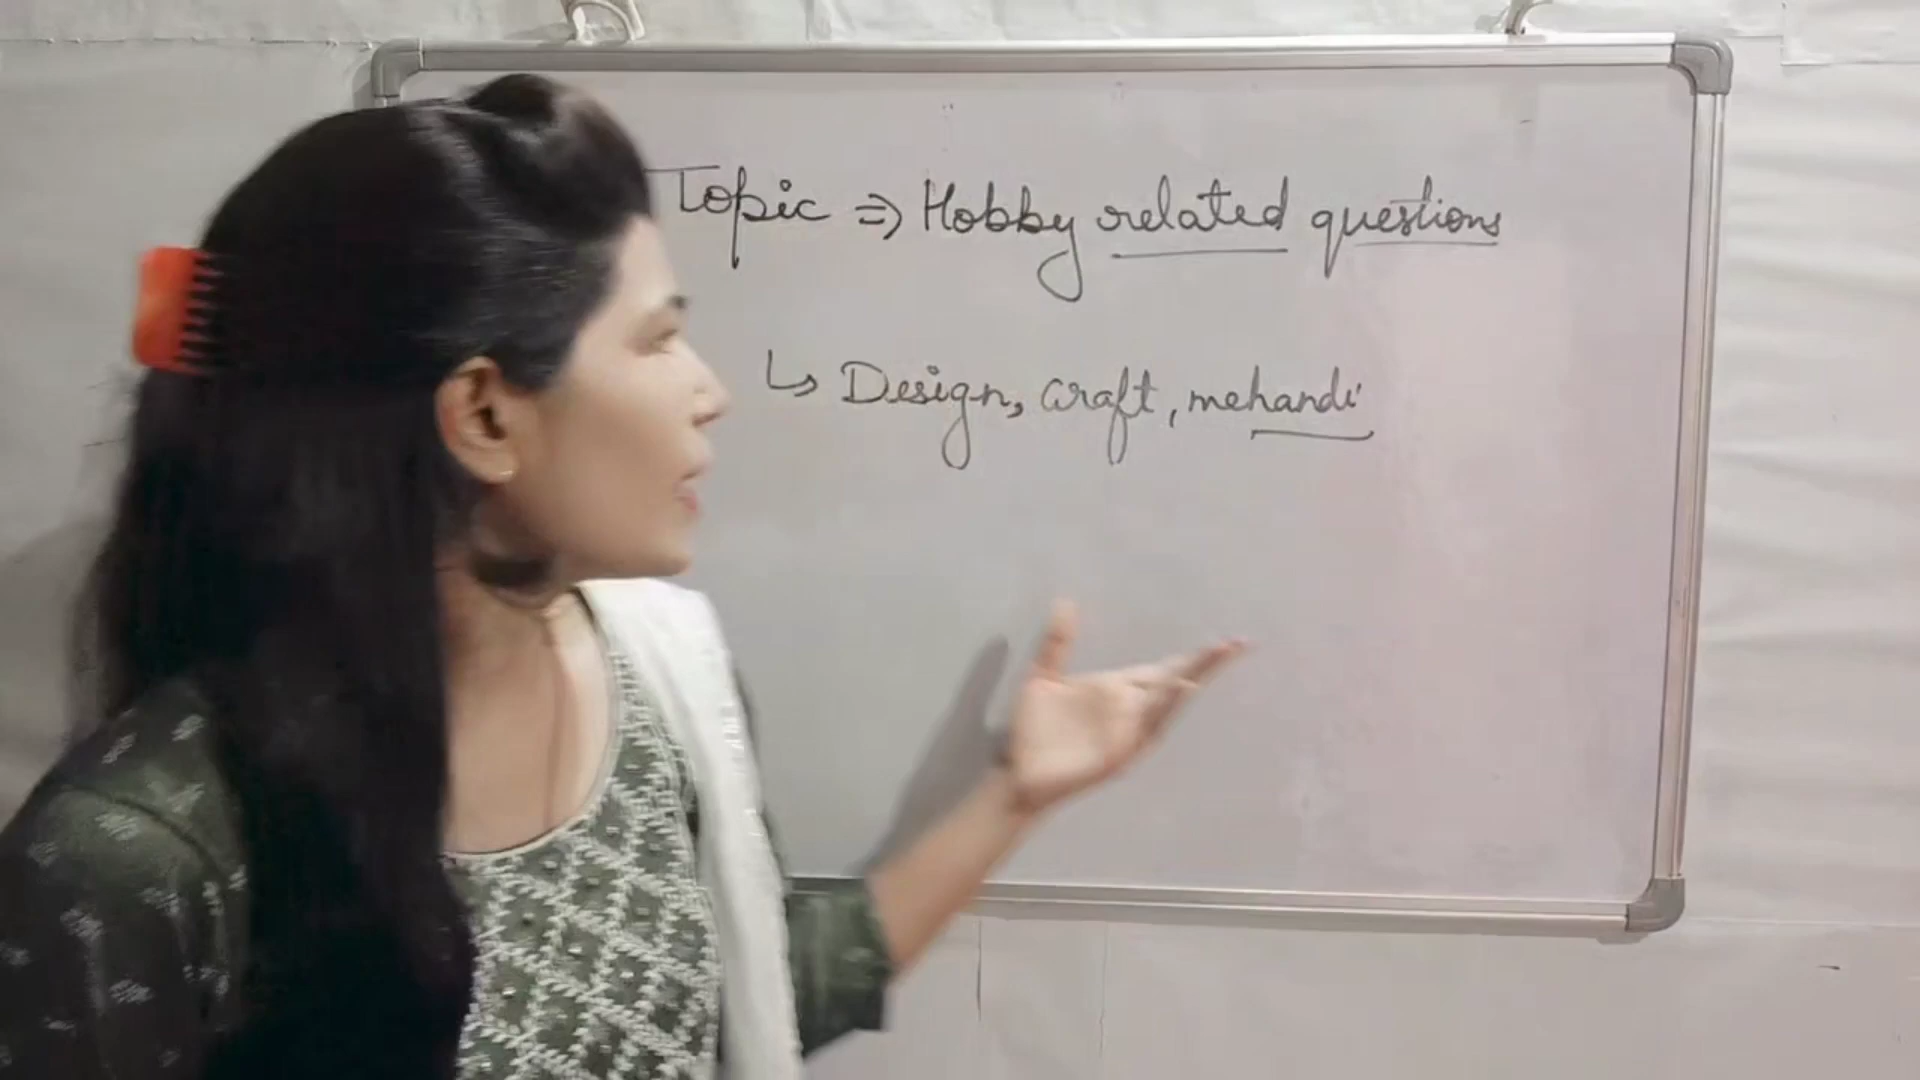 Topic ⇒ Hobby related questions
↳ Design, craft, mehandi